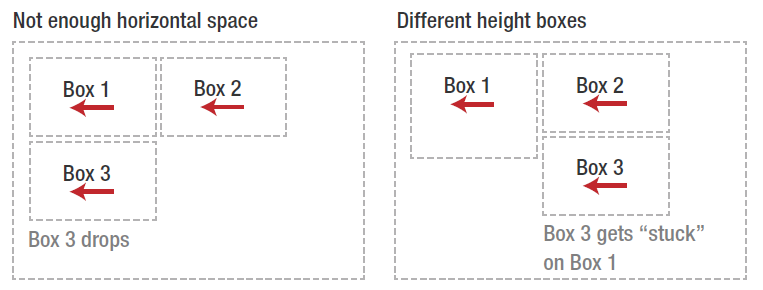 Not enough horizontal space
Box 1
Box 2
Box 3
Box 3 drops
Different height boxes
Box 1
Box 2
Box 3
Box 3 gets “stuck”
on Box 1